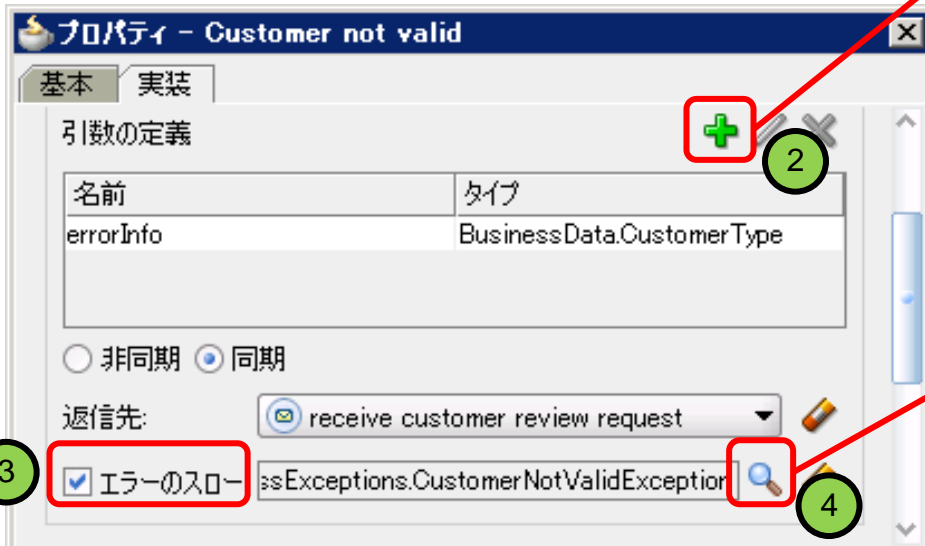 プロパティ - Customer not valid
基本 実装
引数の定義
2
名前 タイプ
errorInfo BusinessData.CustomerType
非同期 同期
返信先: receive customer review request
3 エラーのスロー ssExceptions.CustomerNotValidException
4